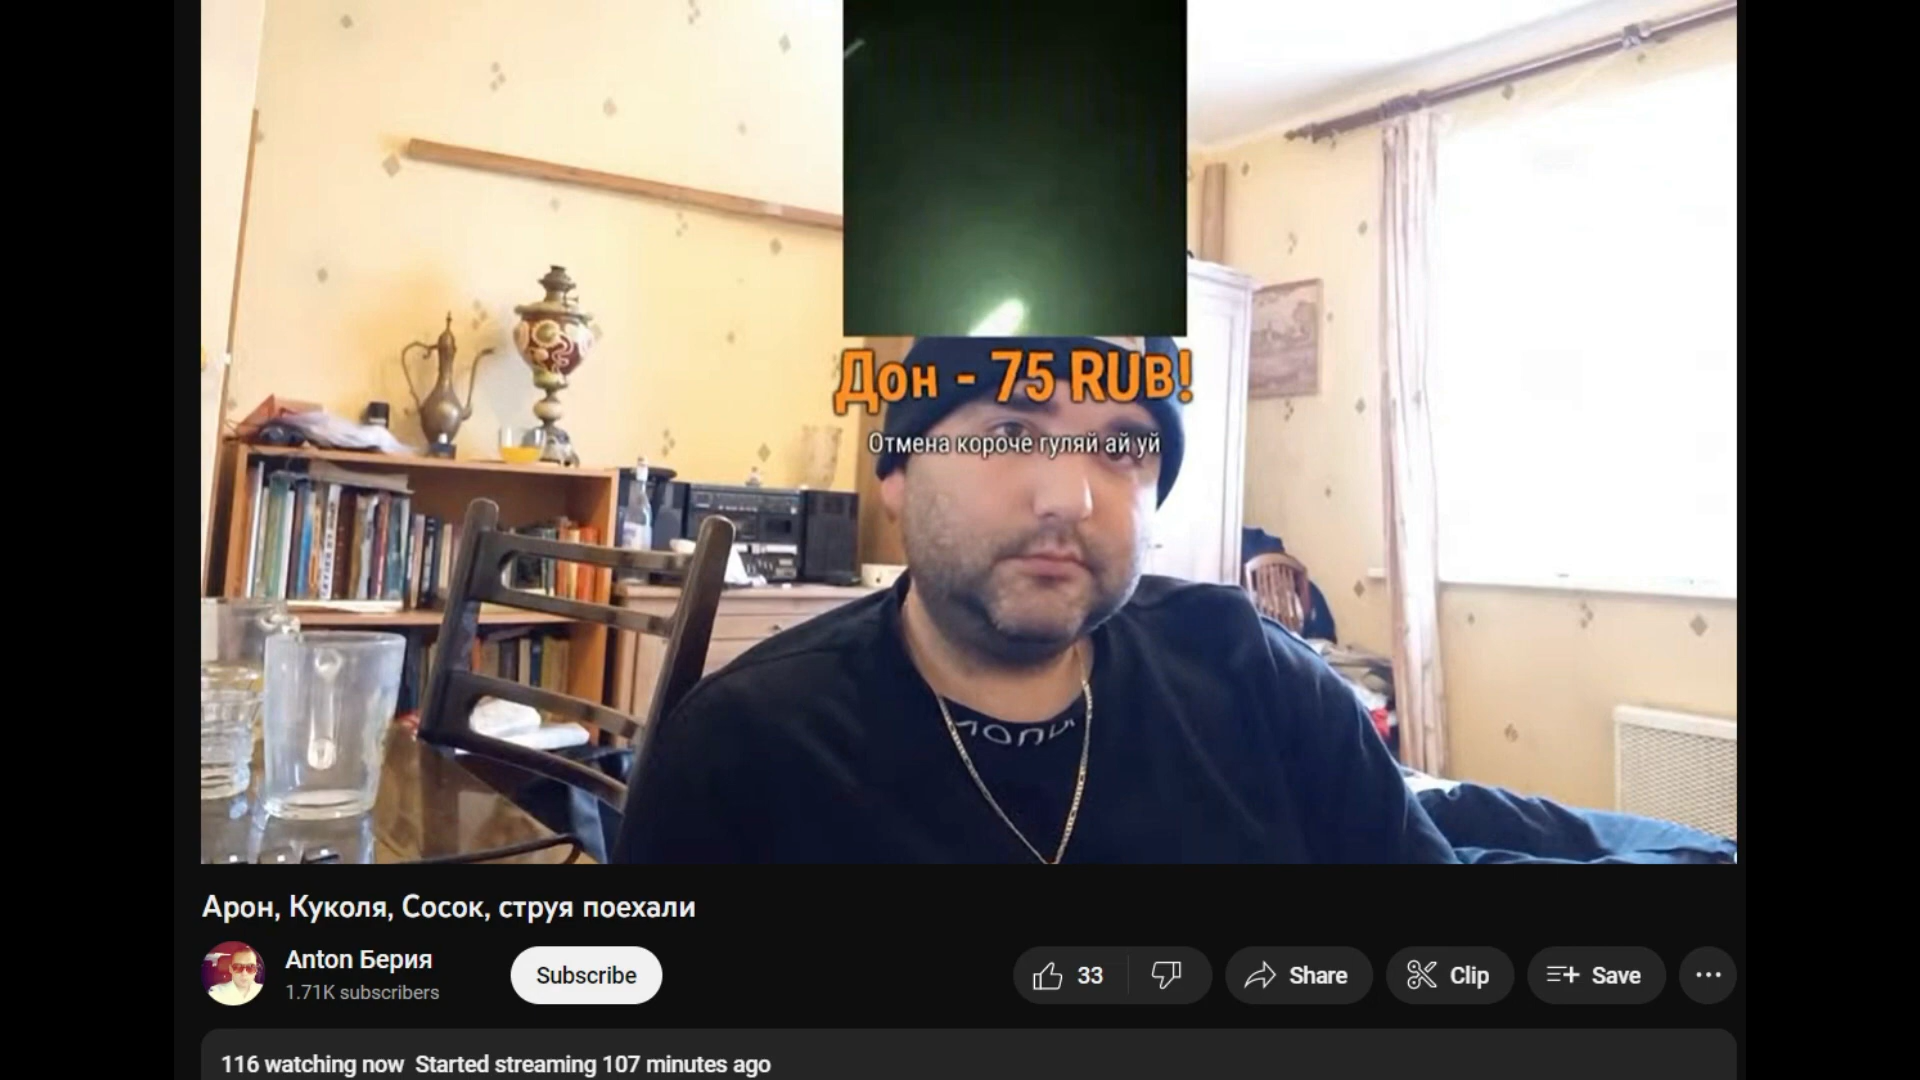 Дон - 75 RUB!
Отмена короче гуляй ай уй
Арон, Куколя, Сосок, струя поехали
Anton Берия
1.71K subscribers
Subscribe
33
Share
Clip
Save
116 watching now Started streaming 107 minutes ago